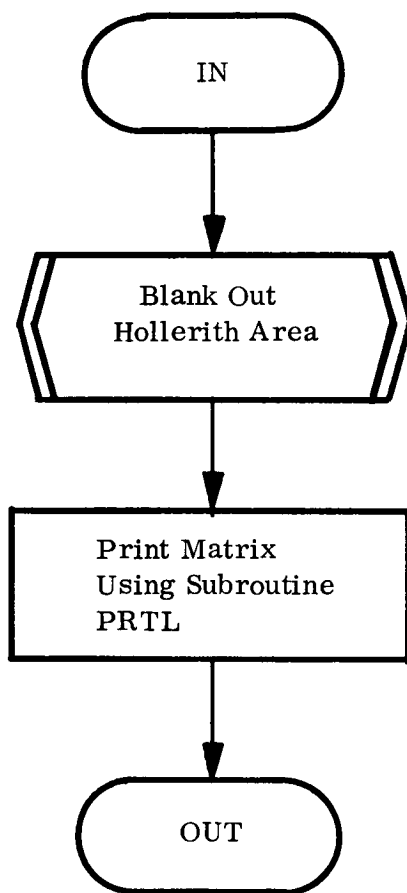 IN
Blank Out
Hollerith Area
Print Matrix
Using Subroutine
PRTL
OUT